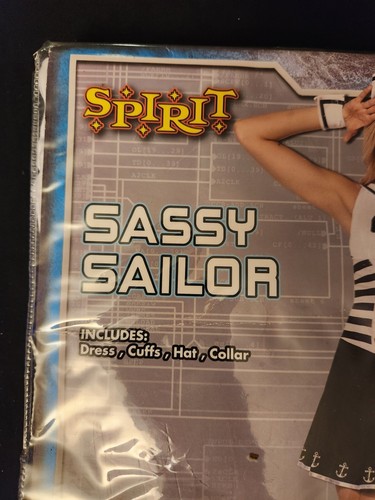 SPIRIT
SASSY
SAILOR
INCLUDES:
Dress , Cuffs , Hat , Collar